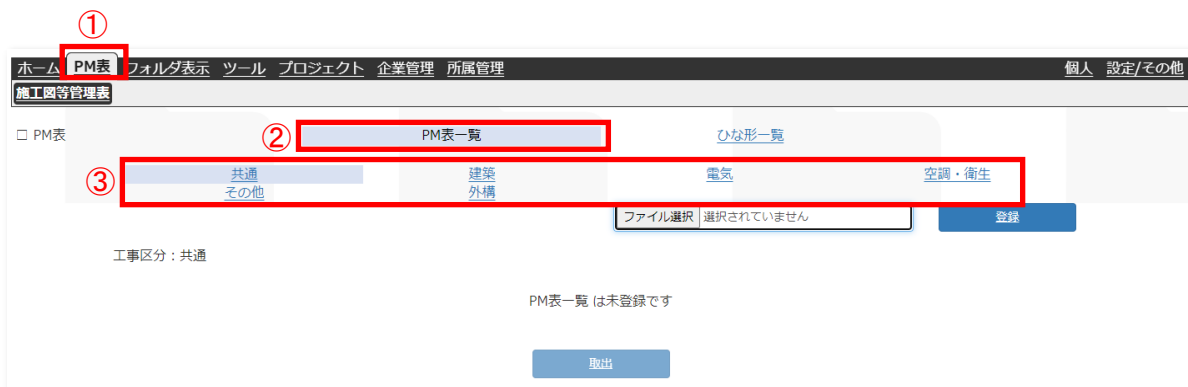 ①
ホーム PM表 フォルダ表示 ツール プロジェクト 企業管理 所属管理 個人 設定/その他
施工図等管理表
□ PM表 ② PM表一覧 ひな形一覧
③ 共通 建築 電気 空調・衛生
その他 外構
ファイル選択 選択されていません 登録
工事区分：共通
PM表一覧 は未登録です
取出